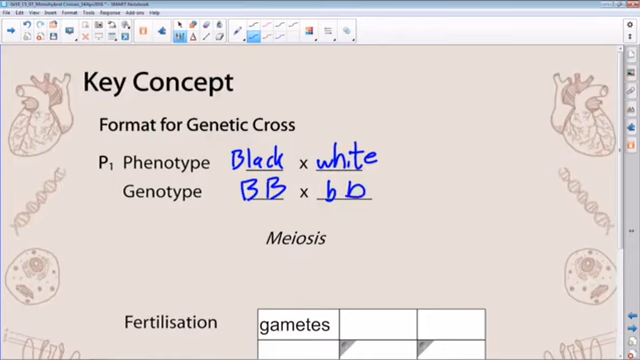 File Edit View Insert Format Tools Add-ons Response Help
Key Concept
Format for Genetic Cross
P1 Phenotype Black x white
Genotype BB x bb
Meiosis
Fertilisation
gametes